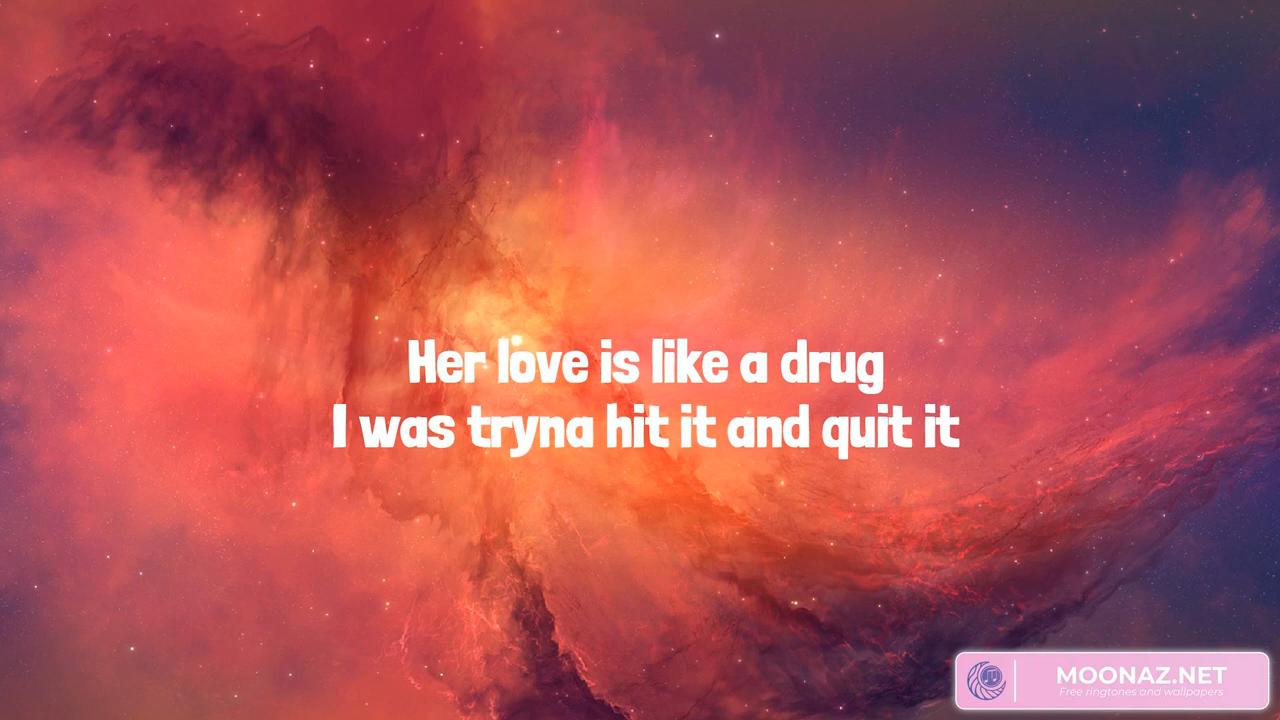 Her love is like a drug
I was tryna hit it and quit it
MOONAZ.NET
Free ringtones and wallpapers